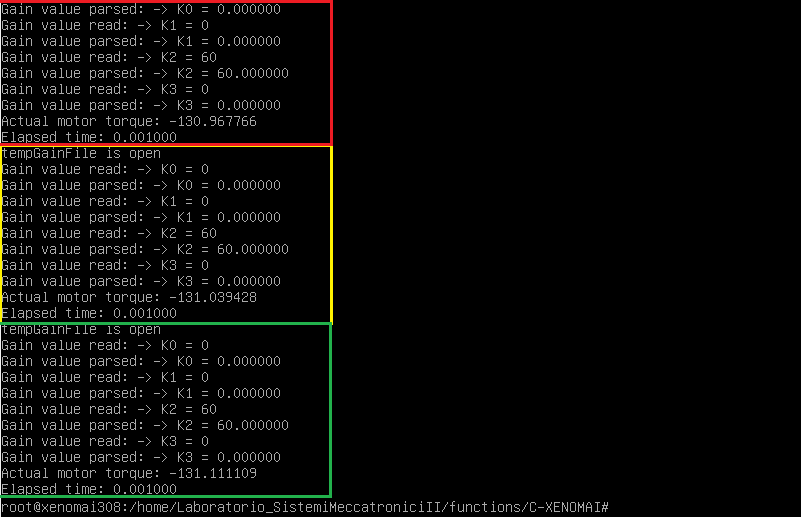 Gain value parsed: -> K0 = 0.000000
Gain value read: -> K1 = 0
Gain value parsed: -> K1 = 0.000000
Gain value read: -> K2 = 60
Gain value parsed: -> K2 = 60.000000
Gain value read: -> K3 = 0
Gain value parsed: -> K3 = 0.000000
Actual motor torque: -130.967766
Elapsed time: 0.001000
tempGainFile is open
Gain value read: -> K0 = 0
Gain value parsed: -> K0 = 0.000000
Gain value read: -> K1 = 0
Gain value parsed: -> K1 = 0.000000
Gain value read: -> K2 = 60
Gain value parsed: -> K2 = 60.000000
Gain value read: -> K3 = 0
Gain value parsed: -> K3 = 0.000000
Actual motor torque: -131.039428
Elapsed time: 0.001000
tempGainFile is open
Gain value read: -> K0 = 0
Gain value parsed: -> K0 = 0.000000
Gain value read: -> K1 = 0
Gain value parsed: -> K1 = 0.000000
Gain value read: -> K2 = 60
Gain value parsed: -> K2 = 60.000000
Gain value read: -> K3 = 0
Gain value parsed: -> K3 = 0.000000
Actual motor torque: -131.111109
Elapsed time: 0.001000
root@xenomai308:/home/Laboratorio_SistemiMeccatroniciII/functions/C-XENOMAI#